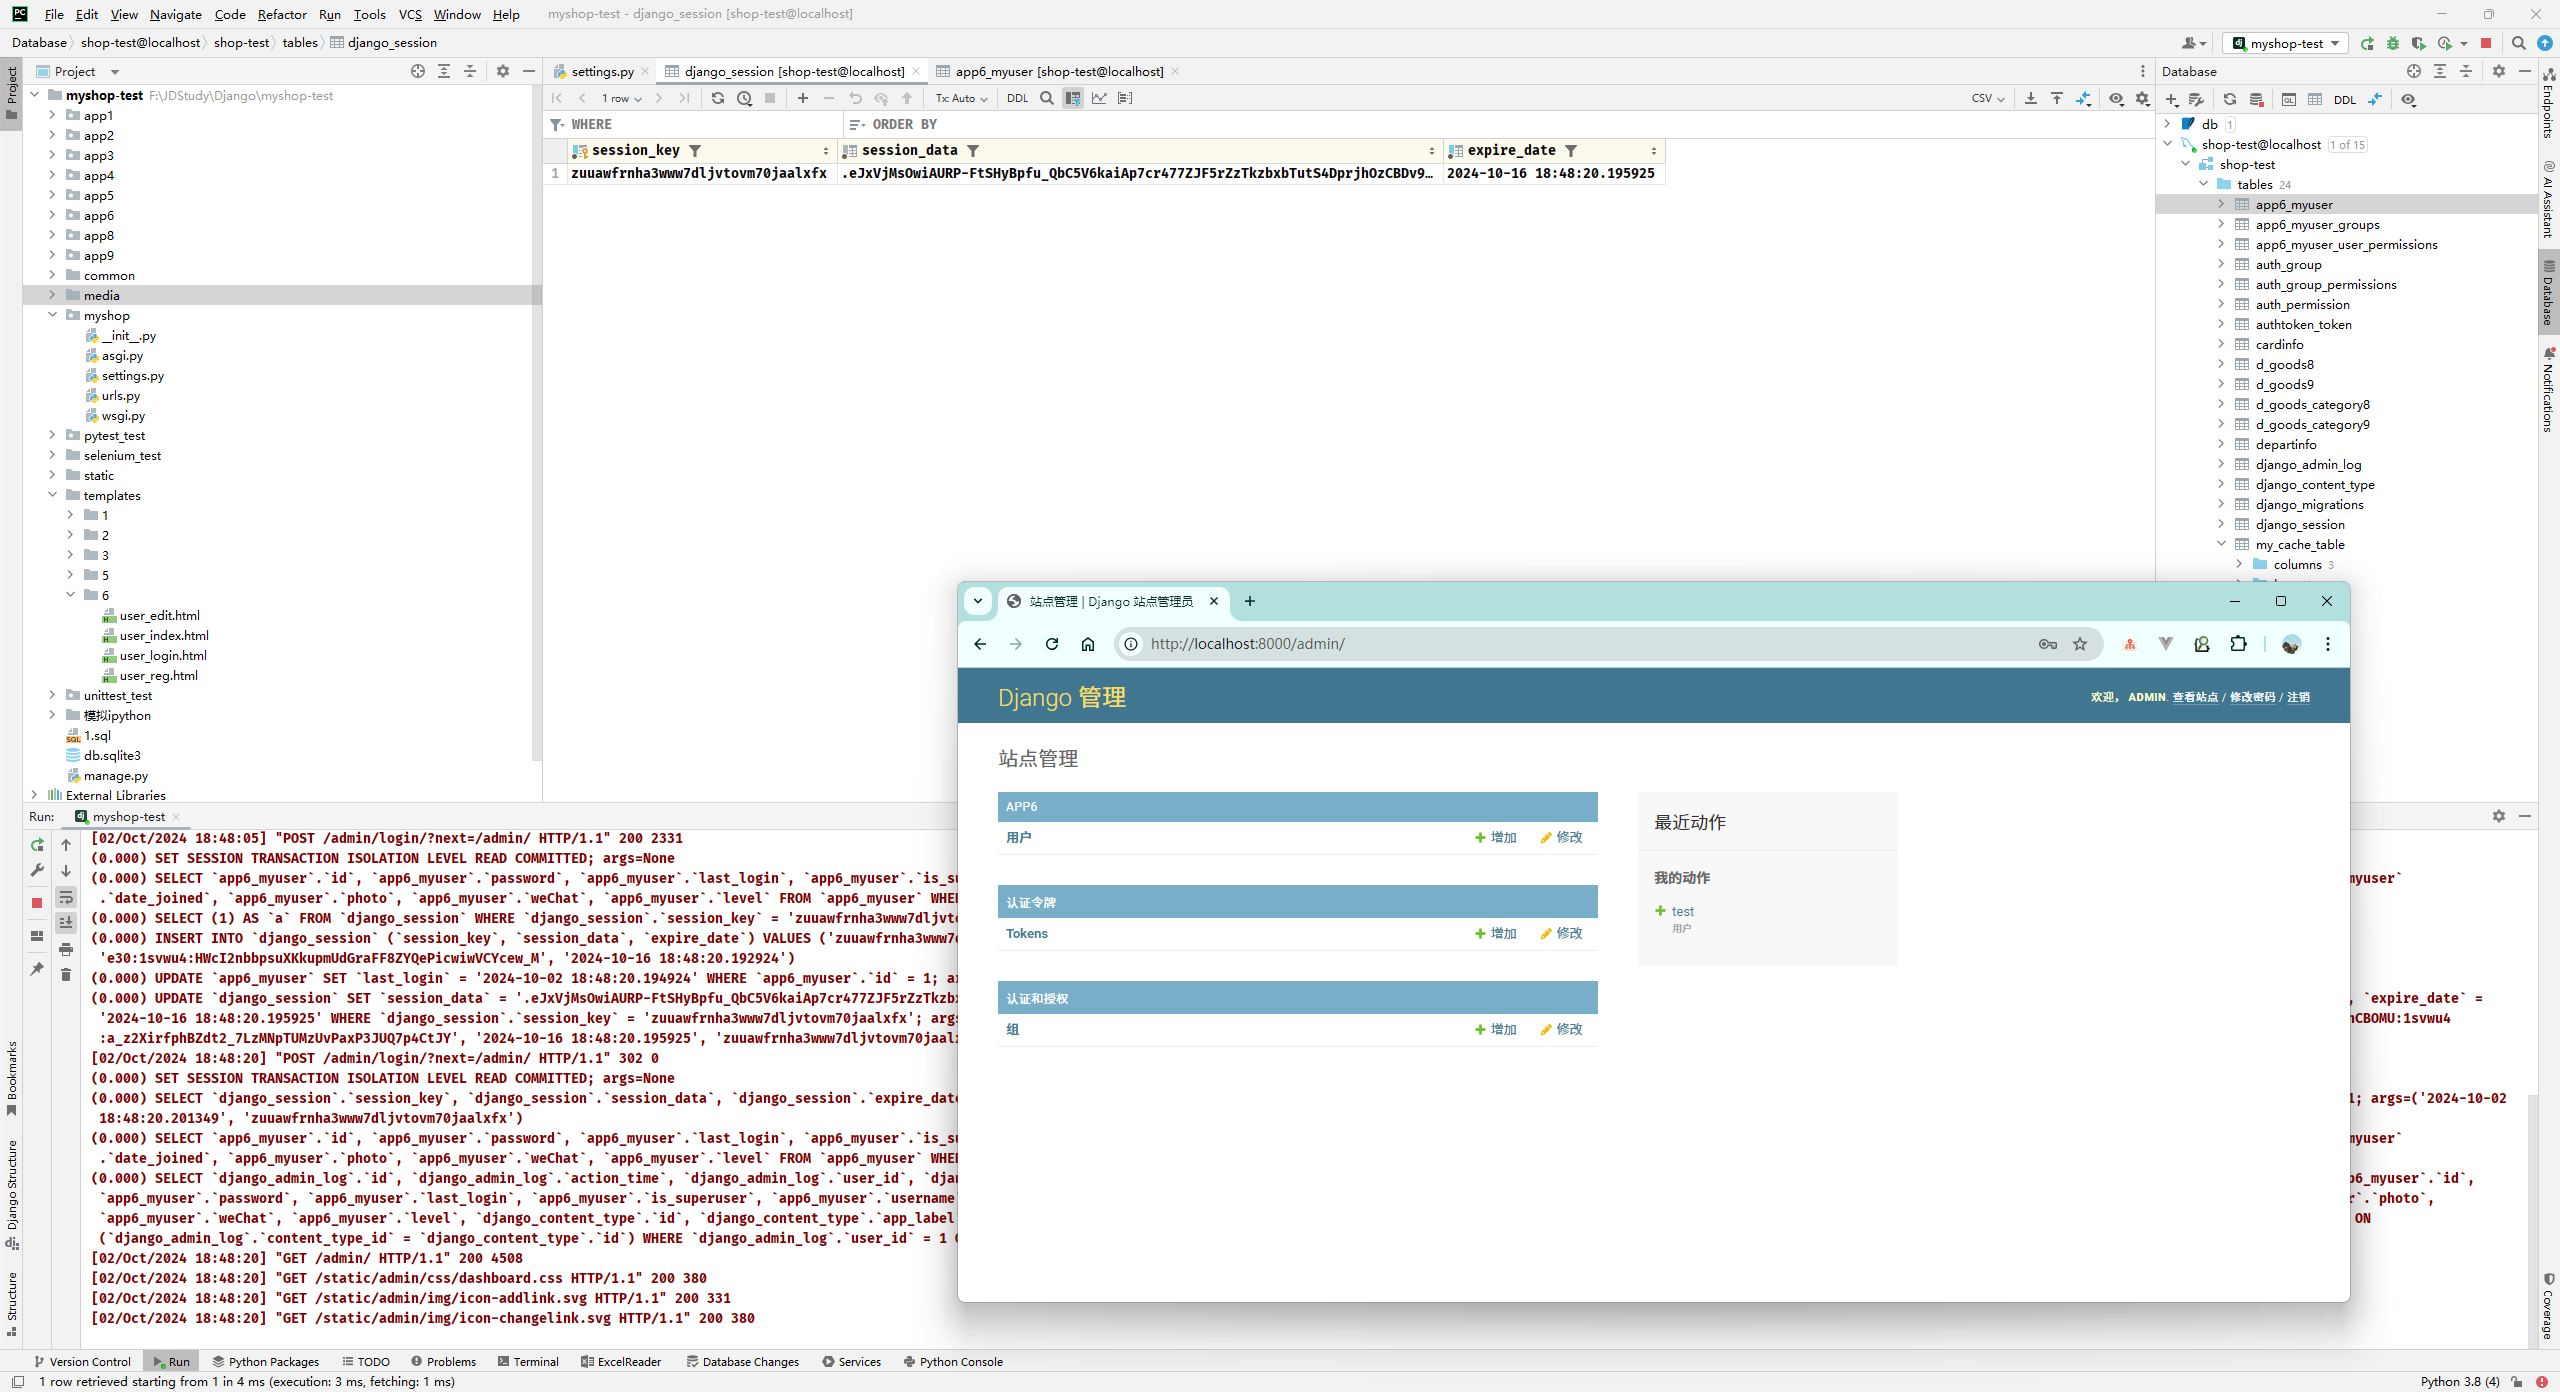 File Edit View Navigate Code Refactor Run Tools VCS Window Help myshop-test - django_session [shop-test@localhost]
Database shop-test@localhost shop-test tables django_session
myshop-test
Project
settings.py
django_session [shop-test@localhost]
app6_myuser [shop-test@localhost]
Database
myshop-test F:\JDStudy\Django\myshop-test
app1
app2
app3
app4
app5
app6
app8
app9
common
media
myshop
__init__.py
asgi.py
settings.py
urls.py
wsgi.py
pytest_test
selenium_test
static
templates
1
2
3
5
6
user_edit.html
user_index.html
user_login.html
user_reg.html
unittest_test
模拟ipython
1.sql
db.sqlite3
manage.py
External Libraries
1 row
Tx: Auto
DDL
CSV
WHERE
ORDER BY
session_key session_data expire_date
1 zuuawfrnha3www7dljvtovm70jaalxfx .eJxVjMsOwiAURP-FtSHyBpfu_QbC5V6kaiAp7cr477ZJF5rZzTkzbxbTutS4DprjhOzCBDv9… 2024-10-16 18:48:20.195925
DDL
db 1
shop-test@localhost 1 of 15
shop-test
tables 24
app6_myuser
app6_myuser_groups
app6_myuser_user_permissions
auth_group
auth_group_permissions
auth_permission
authtoken_token
cardinfo
d_goods8
d_goods9
d_goods_category8
d_goods_category9
departinfo
django_admin_log
django_content_type
django_migrations
django_session
my_cache_table
columns 3
Project
Bookmarks
Django Structure
Structure
Endpoints
AI Assistant
Database
Notifications
Coverage
站点管理 | Django 站点管理员
http://localhost:8000/admin/
Django 管理
欢迎， ADMIN. 查看站点 / 修改密码 / 注销
站点管理
APP6
用户 增加 修改
认证令牌
Tokens 增加 修改
认证和授权
组 增加 修改
最近动作
我的动作
test
用户
Run: myshop-test
[02/Oct/2024 18:48:05] "POST /admin/login/?next=/admin/ HTTP/1.1" 200 2331
(0.000) SET SESSION TRANSACTION ISOLATION LEVEL READ COMMITTED; args=None
(0.000) SELECT `app6_myuser`.`id`, `app6_myuser`.`password`, `app6_myuser`.`last_login`, `app6_myuser`.`is_su myuser`
.`date_joined`, `app6_myuser`.`photo`, `app6_myuser`.`weChat`, `app6_myuser`.`level` FROM `app6_myuser` WHE
(0.000) SELECT (1) AS `a` FROM `django_session` WHERE `django_session`.`session_key` = 'zuuawfrnha3www7dljvt
(0.000) INSERT INTO `django_session` (`session_key`, `session_data`, `expire_date`) VALUES ('zuuawfrnha3www7
'e30:1svwu4:HWcI2nbbpsuXKkupmUdGraFF8ZYQePicwiwVCYcew_M', '2024-10-16 18:48:20.192924')
(0.000) UPDATE `app6_myuser` SET `last_login` = '2024-10-02 18:48:20.194924' WHERE `app6_myuser`.`id` = 1; a
(0.000) UPDATE `django_session` SET `session_data` = '.eJxVjMsOwiAURP-FtSHyBpfu_QbC5V6kaiAp7cr477ZJF5rZzTkzb , `expire_date` =
'2024-10-16 18:48:20.195925' WHERE `django_session`.`session_key` = 'zuuawfrnha3www7dljvtovm70jaalxfx'; arg CBOMU:1svwu4
:a_z2XirfphBZdt2_7LzMNpTUMzUvPaxP3JUQ7p4CtJY', '2024-10-16 18:48:20.195925', 'zuuawfrnha3www7dljvtovm70jaal
[02/Oct/2024 18:48:20] "POST /admin/login/?next=/admin/ HTTP/1.1" 302 0
(0.000) SET SESSION TRANSACTION ISOLATION LEVEL READ COMMITTED; args=None
(0.000) SELECT `django_session`.`session_key`, `django_session`.`session_data`, `django_session`.`expire_dat ; args=('2024-10-02
18:48:20.201349', 'zuuawfrnha3www7dljvtovm70jaalxfx')
(0.000) SELECT `app6_myuser`.`id`, `app6_myuser`.`password`, `app6_myuser`.`last_login`, `app6_myuser`.`is_su myuser`
.`date_joined`, `app6_myuser`.`photo`, `app6_myuser`.`weChat`, `app6_myuser`.`level` FROM `app6_myuser` WHE
(0.000) SELECT `django_admin_log`.`id`, `django_admin_log`.`action_time`, `django_admin_log`.`user_id`, `dja p6_myuser`.`id`,
`app6_myuser`.`password`, `app6_myuser`.`last_login`, `app6_myuser`.`is_superuser`, `app6_myuser`.`username` `.`photo`,
`app6_myuser`.`weChat`, `app6_myuser`.`level`, `django_content_type`.`id`, `django_content_type`.`app_label` ON
(`django_admin_log`.`content_type_id` = `django_content_type`.`id`) WHERE `django_admin_log`.`user_id` = 1
[02/Oct/2024 18:48:20] "GET /admin/ HTTP/1.1" 200 4508
[02/Oct/2024 18:48:20] "GET /static/admin/css/dashboard.css HTTP/1.1" 200 380
[02/Oct/2024 18:48:20] "GET /static/admin/img/icon-addlink.svg HTTP/1.1" 200 331
[02/Oct/2024 18:48:20] "GET /static/admin/img/icon-changelink.svg HTTP/1.1" 200 380
Version Control Run Python Packages TODO Problems Terminal ExcelReader Database Changes Services Python Console
1 row retrieved starting from 1 in 4 ms (execution: 3 ms, fetching: 1 ms) Python 3.8 (4)